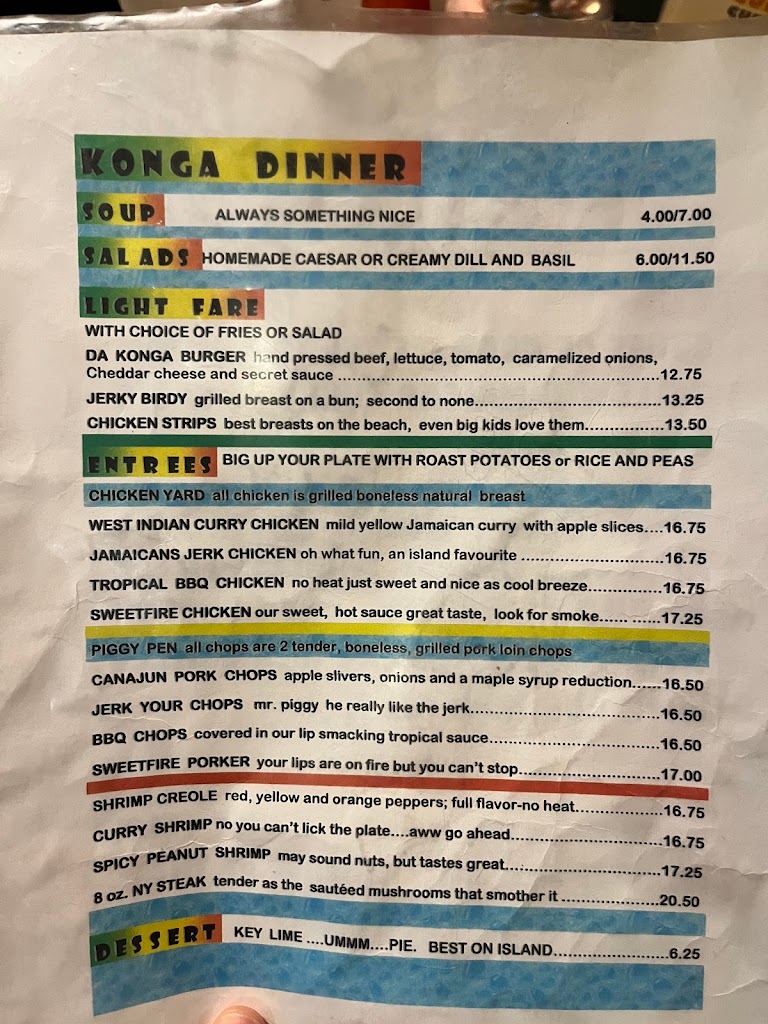 KONGA DINNER
SOUP ALWAYS SOMETHING NICE 4.00/7.00
SALADS HOMEMADE CAESAR OR CREAMY DILL AND BASIL 6.00/11.50
LIGHT FARE
WITH CHOICE OF FRIES OR SALAD
DA KONGA BURGER hand pressed beef, lettuce, tomato, caramelized onions,
Cheddar cheese and secret sauce ....................................................................12.75
JERKY BIRDY grilled breast on a bun; second to none.......................................13.25
CHICKEN STRIPS best breasts on the beach, even big kids love them.................13.50
ENTREES BIG UP YOUR PLATE WITH ROAST POTATOES or RICE AND PEAS
CHICKEN YARD all chicken is grilled boneless natural breast
WEST INDIAN CURRY CHICKEN mild yellow Jamaican curry with apple slices....16.75
JAMAICANS JERK CHICKEN oh what fun, an island favourite ..............................16.75
TROPICAL BBQ CHICKEN no heat just sweet and nice as cool breeze................16.75
SWEETFIRE CHICKEN our sweet, hot sauce great taste, look for smoke...... .......17.25
PIGGY PEN all chops are 2 tender, boneless, grilled pork loin chops
CANAJUN PORK CHOPS apple slivers, onions and a maple syrup reduction......16.50
JERK YOUR CHOPS mr. piggy he really like the jerk........................................16.50
BBQ CHOPS covered in our lip smacking tropical sauce....................................16.50
SWEETFIRE PORKER your lips are on fire but you can't stop..............................17.00
SHRIMP CREOLE red, yellow and orange peppers; full flavor-no heat..................16.75
CURRY SHRIMP no you can't lick the plate....aww go ahead................................16.75
SPICY PEANUT SHRIMP may sound nuts, but tastes great.................................17.25
8 oz. NY STEAK tender as the sautéed mushrooms that smother it .....................20.50
DESSERT KEY LIME ....UMMM....PIE. BEST ON ISLAND.........................6.25